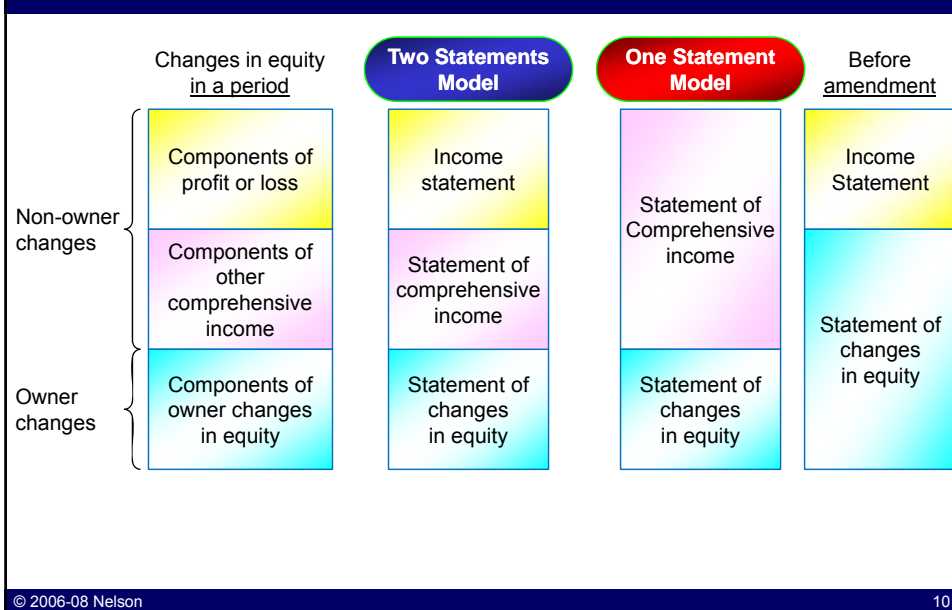 Changes in equity
in a period
Two Statements
Model
One Statement
Model
Before
amendment
Non-owner
changes
Components of
profit or loss
Income
statement
Statement of
Comprehensive
income
Income
Statement
Components of
other
comprehensive
income
Statement of
comprehensive
income
Statement of
changes
in equity
Owner
changes
Components of
owner changes
in equity
Statement of
changes
in equity
Statement of
changes
in equity
© 2006-08 Nelson
10